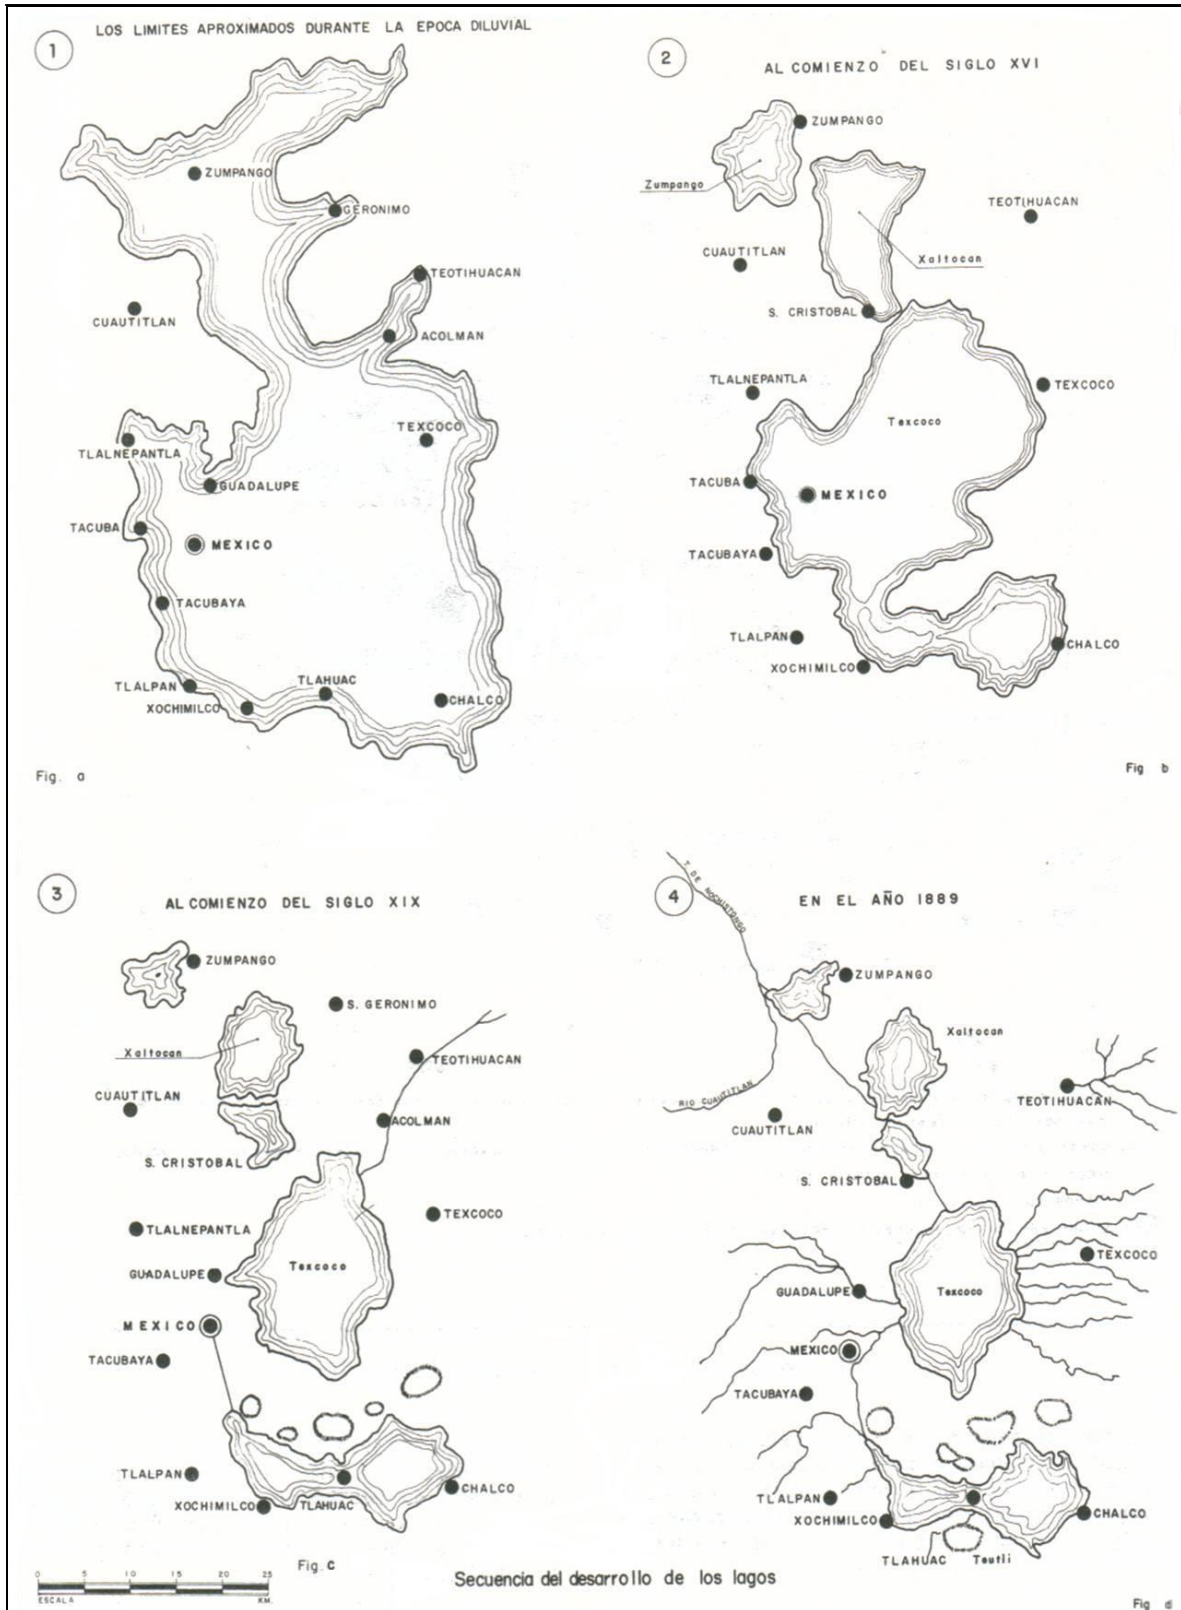 1
LOS LIMITES APROXIMADOS DURANTE LA EPOCA DILUVIAL
ZUMPANGO
GERONIMO
TEOTIHUACAN
CUAUTITLAN
ACOLMAN
TEXCOCO
TLALNEPANTLA
GUADALUPE
TACUBA
MEXICO
TACUBAYA
TLALPAN
TLAHUAC
XOCHIMILCO
CHALCO
Fig. a
2
AL COMIENZO DEL SIGLO XVI
ZUMPANGO
Zumpango
TEOTIHUACAN
CUAUTITLAN
Xaltocan
S. CRISTOBAL
TLALNEPANTLA
TEXCOCO
Texcoco
TACUBA
MEXICO
TACUBAYA
TLALPAN
XOCHIMILCO
CHALCO
Fig b
3
AL COMIENZO DEL SIGLO XIX
ZUMPANGO
S. GERONIMO
Xaltocan
TEOTIHUACAN
CUAUTITLAN
ACOLMAN
S. CRISTOBAL
TEXCOCO
TLALNEPANTLA
GUADALUPE
Texcoco
MEXICO
TACUBAYA
TLALPAN
XOCHIMILCO
TLAHUAC
CHALCO
Fig. c
0 5 10 15 20 25
ESCALA KM.
4
EN EL AÑO 1889
T. DE NOCHISTONGO
ZUMPANGO
Xaltocan
RIO CUAUTITLAN
TEOTIHUACAN
CUAUTITLAN
S. CRISTOBAL
TEXCOCO
GUADALUPE
Texcoco
MEXICO
TACUBAYA
TLALPAN
XOCHIMILCO
CHALCO
TLAHUAC
Teutli
Secuencia del desarrollo de los lagos
Fig d